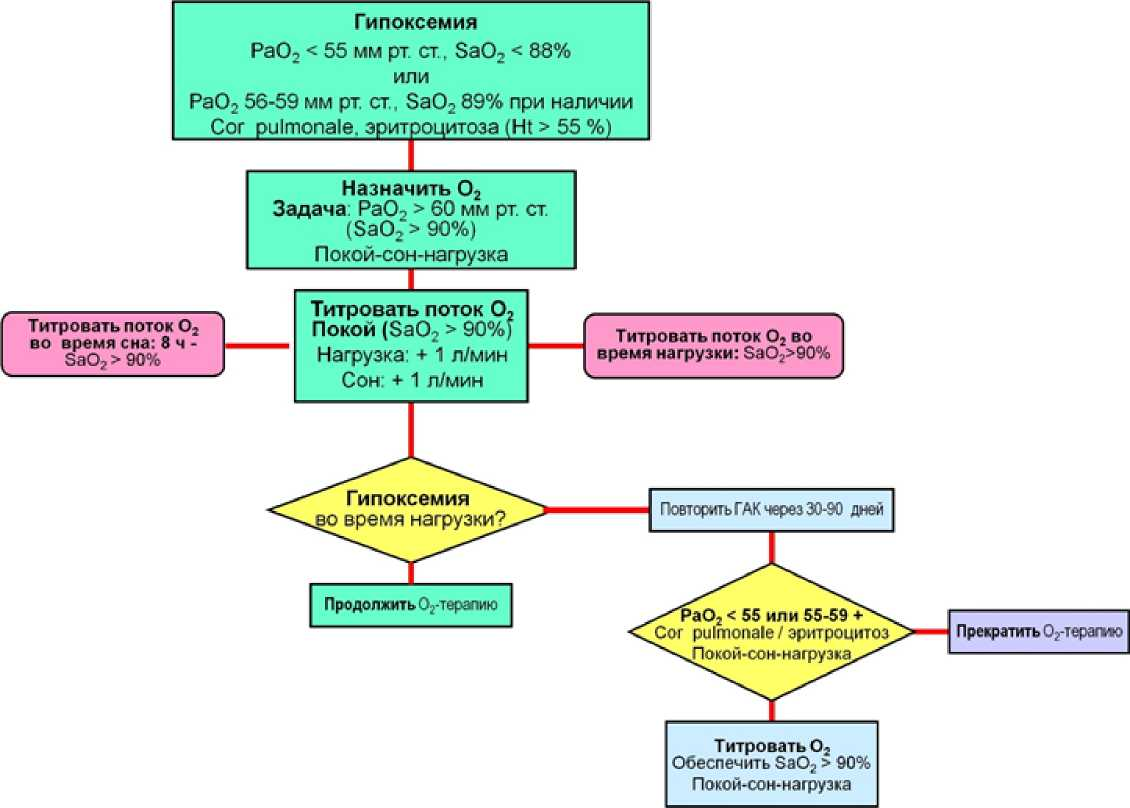 Гипоксемия
PaO2 < 55 мм рт. ст., SaO2 < 88%
или
PaO2 56-59 мм рт. ст., SaO2 89% при наличии
Cor pulmonale, эритроцитоза (Ht > 55 %)
Назначить O2
Задача: PaO2 > 60 мм рт. ст.
(SaO2 > 90%)
Покой-сон-нагрузка
Титровать поток O2
во время сна: 8 ч -
SaO2 > 90%
Титровать поток O2
Покой (SaO2 > 90%)
Нагрузка: + 1 л/мин
Сон: + 1 л/мин
Титровать поток O2 во
время нагрузки: SaO2>90%
Гипоксемия
во время нагрузки?
Повторить ГАК через 30-90 дней
Продолжить O2-терапию
PaO2 < 55 или 55-59 +
Cor pulmonale / эритроцитоз
Покой-сон-нагрузка
Прекратить O2-терапию
Титровать O2
Обеспечить SaO2 > 90%
Покой-сон-нагрузка